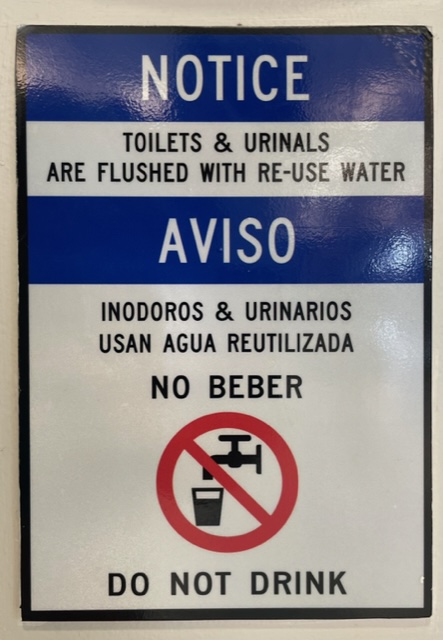 NOTICE
TOILETS & URINALS
ARE FLUSHED WITH RE-USE WATER
AVISO
INODOROS & URINARIOS
USAN AGUA REUTILIZADA
NO BEBER
DO NOT DRINK